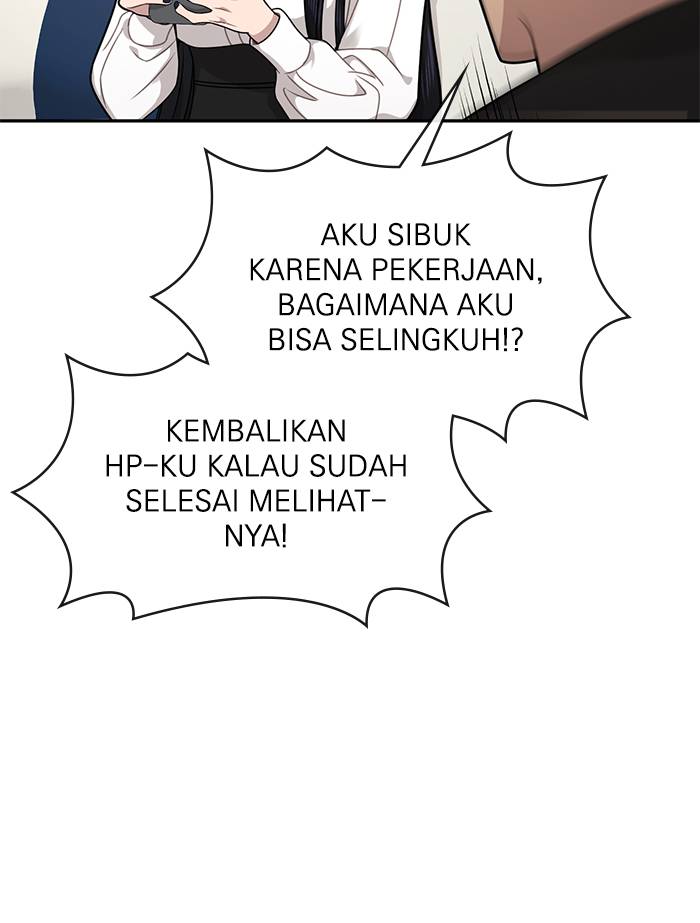 AKU SIBUK
KARENA PEKERJAAN,
BAGAIMANA AKU
BISA SELINGKUH!?
KEMBALIKAN
HP-KU KALAU SUDAH
SELESAI MELIHAT-
NYA!